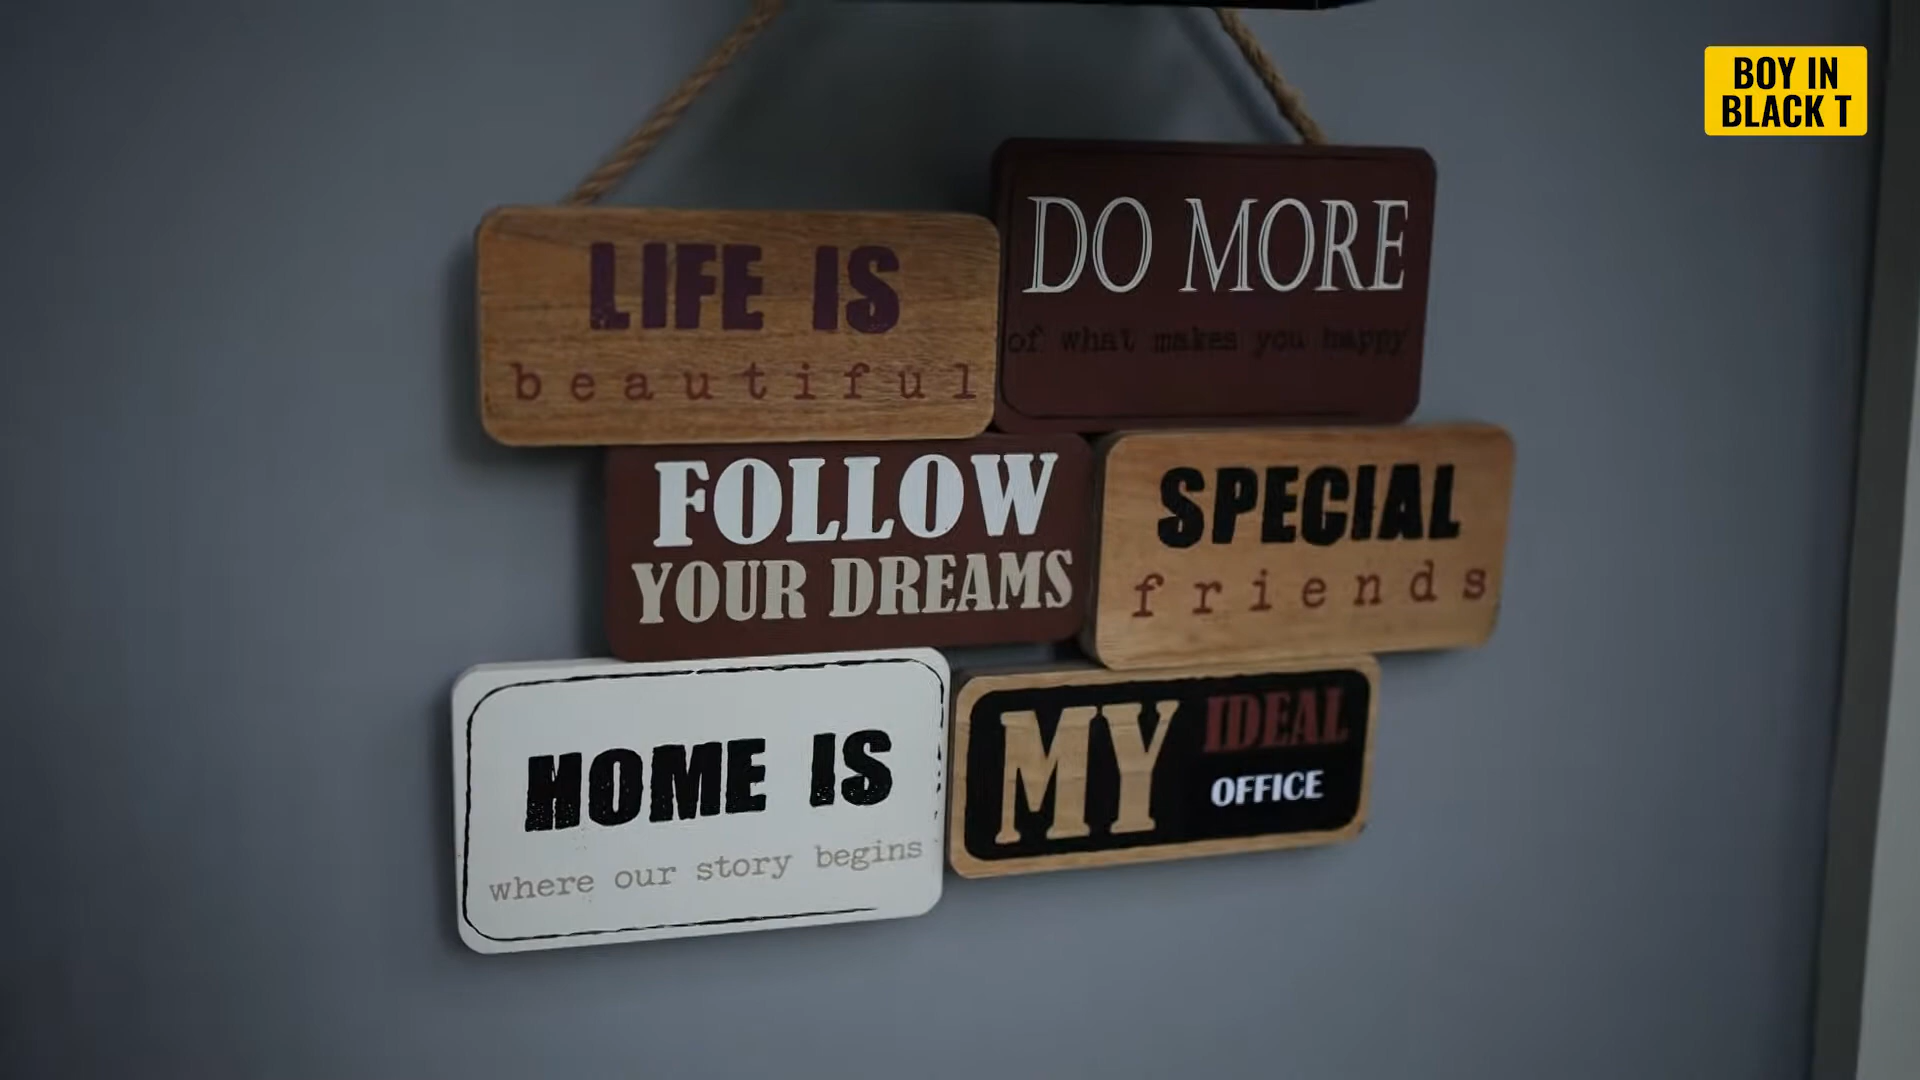 BOY IN
BLACK T
LIFE IS
beautiful
DO MORE
of what makes you happy
FOLLOW
YOUR DREAMS
SPECIAL
friends
HOME IS
where our story begins
MY IDEAL
OFFICE